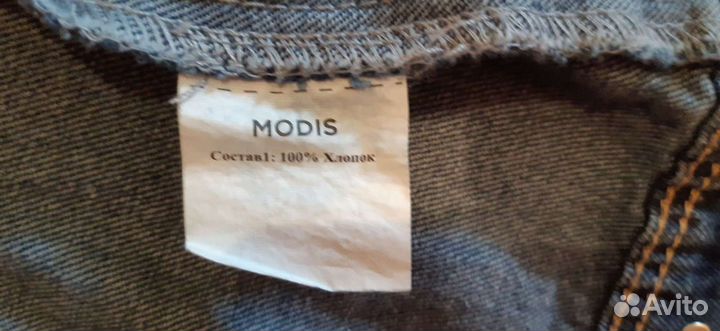 MODIS
Состав1: 100% Хлопок
Avito